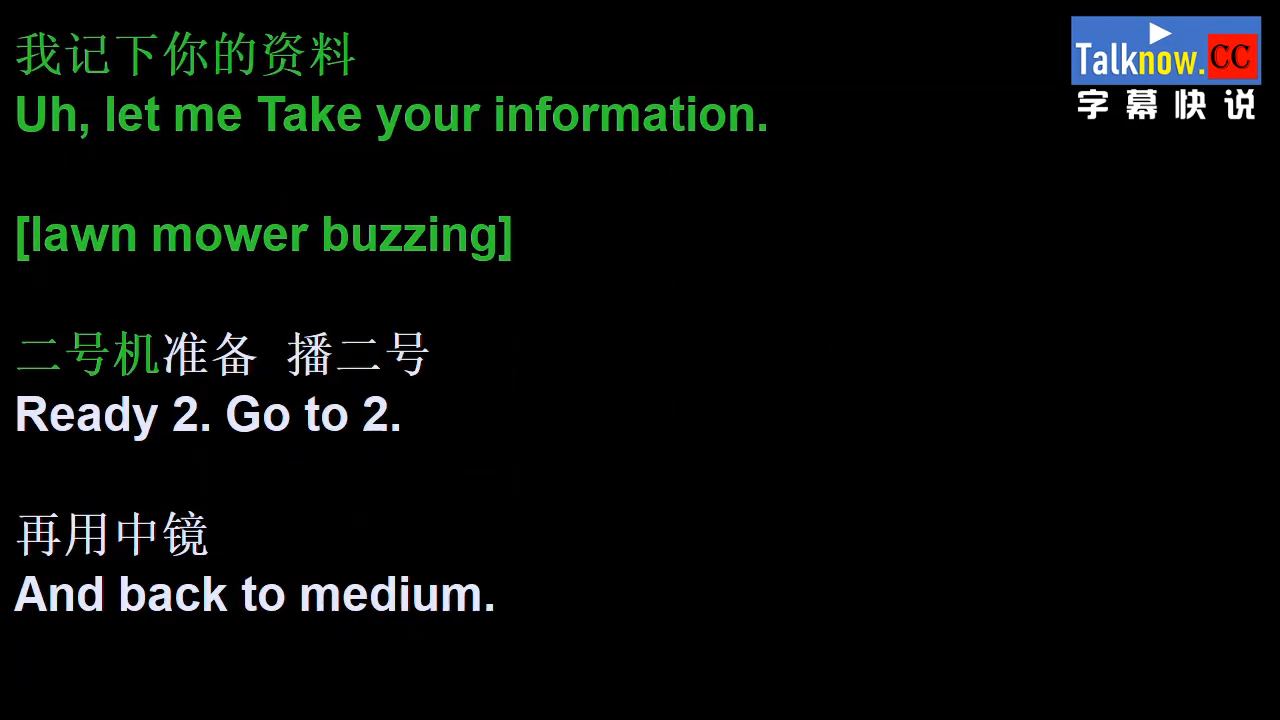 我记下你的资料
Uh, let me Take your information.
[lawn mower buzzing]
二号机准备 播二号
Ready 2. Go to 2.
再用中镜
And back to medium.
Talknow.CC
字幕快说